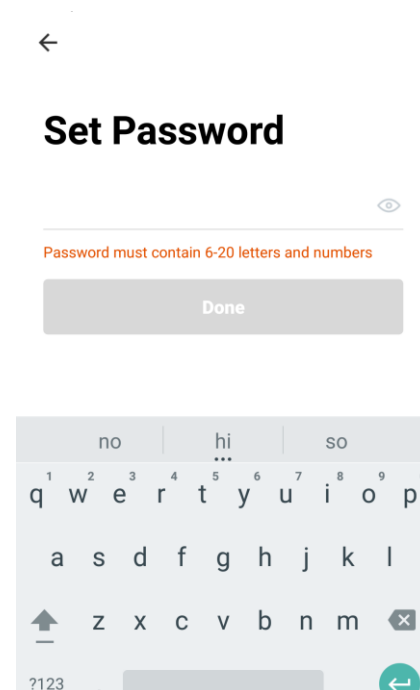 Set Password
Password must contain 6-20 letters and numbers
Done
no hi so
1 2 3 4 5 6 7 8 9
q w e r t y u i o p
a s d f g h j k l
z x c v b n m
?123